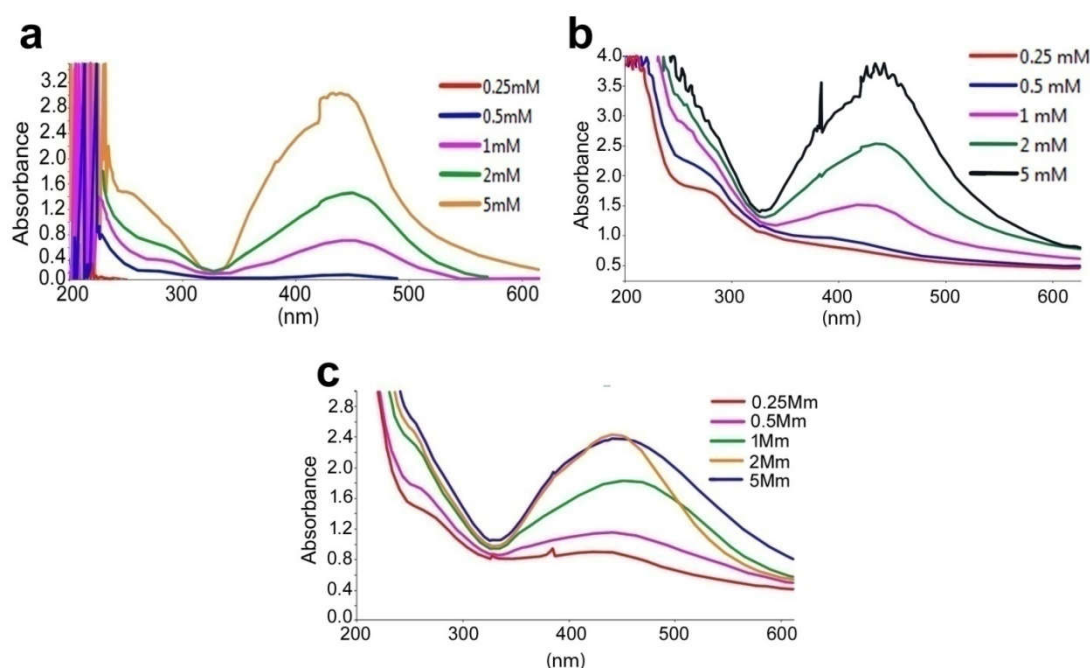 a
Absorbance
3.2
2.8
2.4
2.0
1.6
1.2
0.8
0.4
0.0
200 300 400 500 600
(nm)
0.25mM
0.5mM
1mM
2mM
5mM
b
Absorbance
4.0
3.5
3.0
2.5
2.0
1.5
1.0
0.5
200 300 400 500 600
(nm)
0.25 mM
0.5 mM
1 mM
2 mM
5 mM
c
Absorbance
2.8
2.4
2.0
1.6
1.2
0.8
0.4
0.0
200 300 400 500 600
(nm)
0.25Mm
0.5Mm
1Mm
2Mm
5Mm